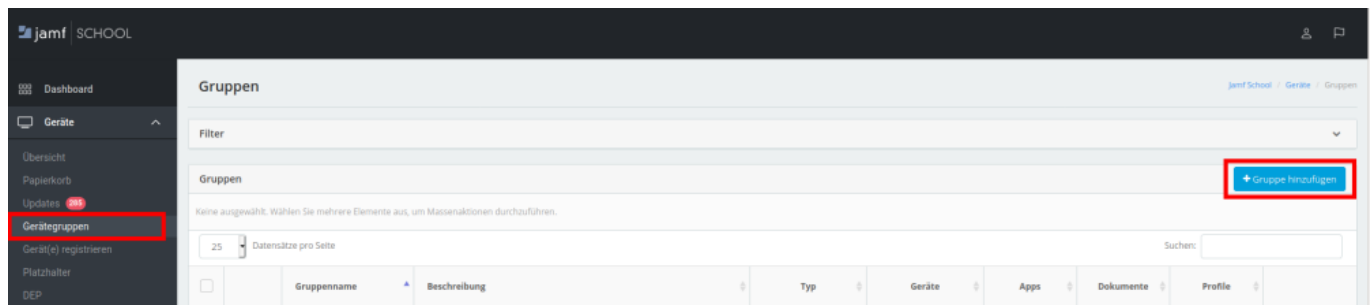 jamf SCHOOL
Dashboard
Geräte
Übersicht
Papierkorb
Updates 205
Gerätegruppen
Gerät(e) registrieren
Platzhalter
DEP
Gruppen
Jamf School / Geräte / Gruppen
Filter
Gruppen
+ Gruppe hinzufügen
Keine ausgewählt. Wählen Sie mehrere Elemente aus, um Massenaktionen durchzuführen.
25 Datensätze pro Seite
Suchen:
Gruppenname Beschreibung Typ Geräte Apps Dokumente Profile